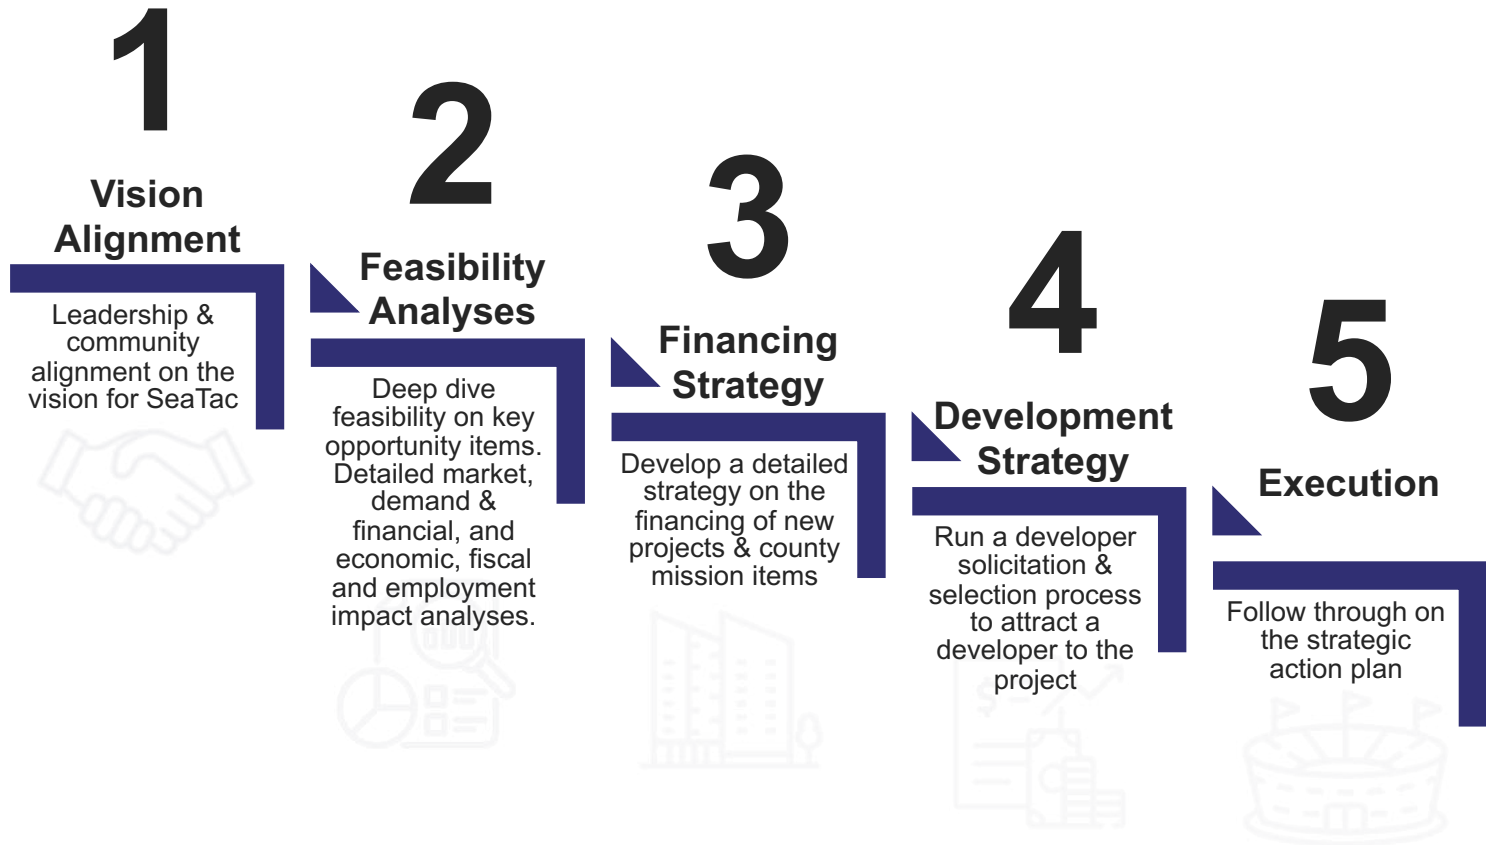 1
Vision
Alignment
Leadership &
community
alignment on the
vision for SeaTac
2
Feasibility
Analyses
Deep dive
feasibility on key
opportunity items.
Detailed market,
demand &
financial, and
economic, fiscal
and employment
impact analyses.
3
Financing
Strategy
Develop a detailed
strategy on the
financing of new
projects & county
mission items
4
Development
Strategy
Run a developer
solicitation &
selection process
to attract a
developer to the
project
$
5
Execution
Follow through on
the strategic
action plan